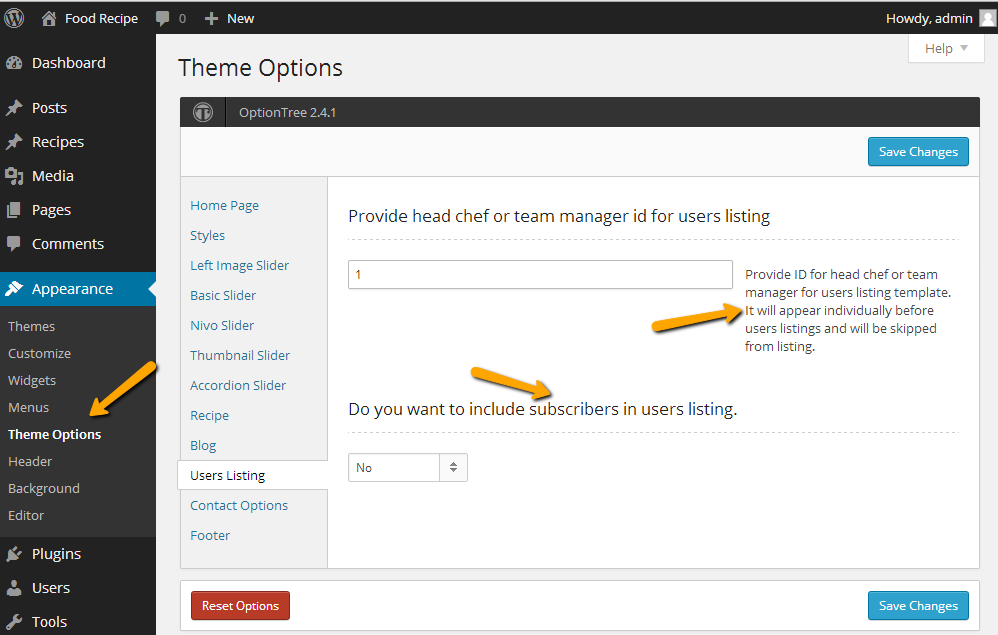 Food Recipe 0 New Howdy, admin
Help
Dashboard
Posts
Recipes
Media
Pages
Comments
Appearance
Themes
Customize
Widgets
Menus
Theme Options
Header
Background
Editor
Plugins
Users
Tools
Theme Options
OptionTree 2.4.1
Save Changes
Home Page
Styles
Left Image Slider
Basic Slider
Nivo Slider
Thumbnail Slider
Accordion Slider
Recipe
Blog
Users Listing
Contact Options
Footer
Provide head chef or team manager id for users listing
1
Provide ID for head chef or team
manager for users listing template.
It will appear individually before
users listings and will be skipped
from listing.
Do you want to include subscribers in users listing.
No
Reset Options
Save Changes